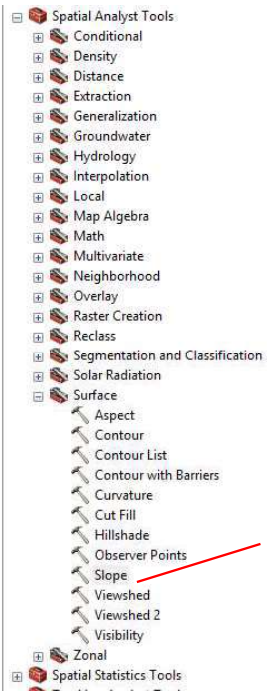 Spatial Analyst Tools
Conditional
Density
Distance
Extraction
Generalization
Groundwater
Hydrology
Interpolation
Local
Map Algebra
Math
Multivariate
Neighborhood
Overlay
Raster Creation
Reclass
Segmentation and Classification
Solar Radiation
Surface
Aspect
Contour
Contour List
Contour with Barriers
Curvature
Cut Fill
Hillshade
Observer Points
Slope
Viewshed
Viewshed 2
Visibility
Zonal
Spatial Statistics Tools